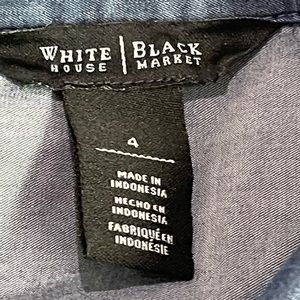 WHITE | BLACK
HOUSE | MARKET
4
MADE IN
INDONESIA
HECHO EN
INDONESIA
FABRIQUÉ EN
INDONÉSIE